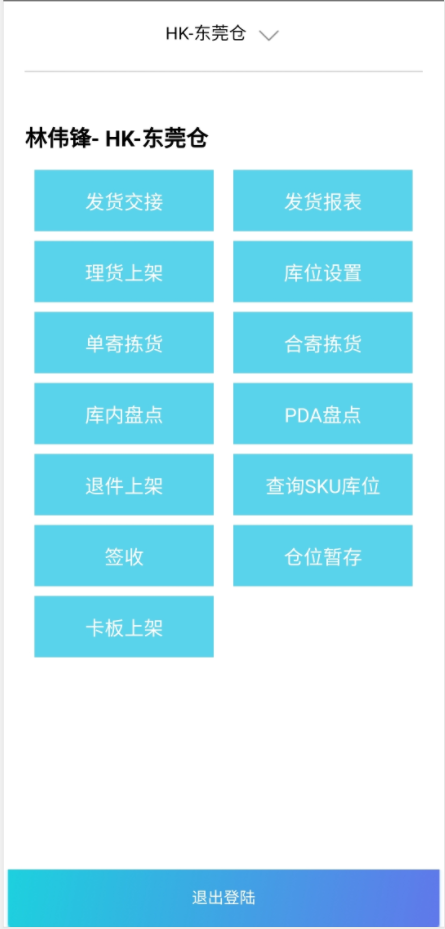 HK-东莞仓
林伟锋- HK-东莞仓
发货交接
发货报表
理货上架
库位设置
单寄拣货
合寄拣货
库内盘点
PDA盘点
退件上架
查询SKU库位
签收
仓位暂存
卡板上架
退出登陆